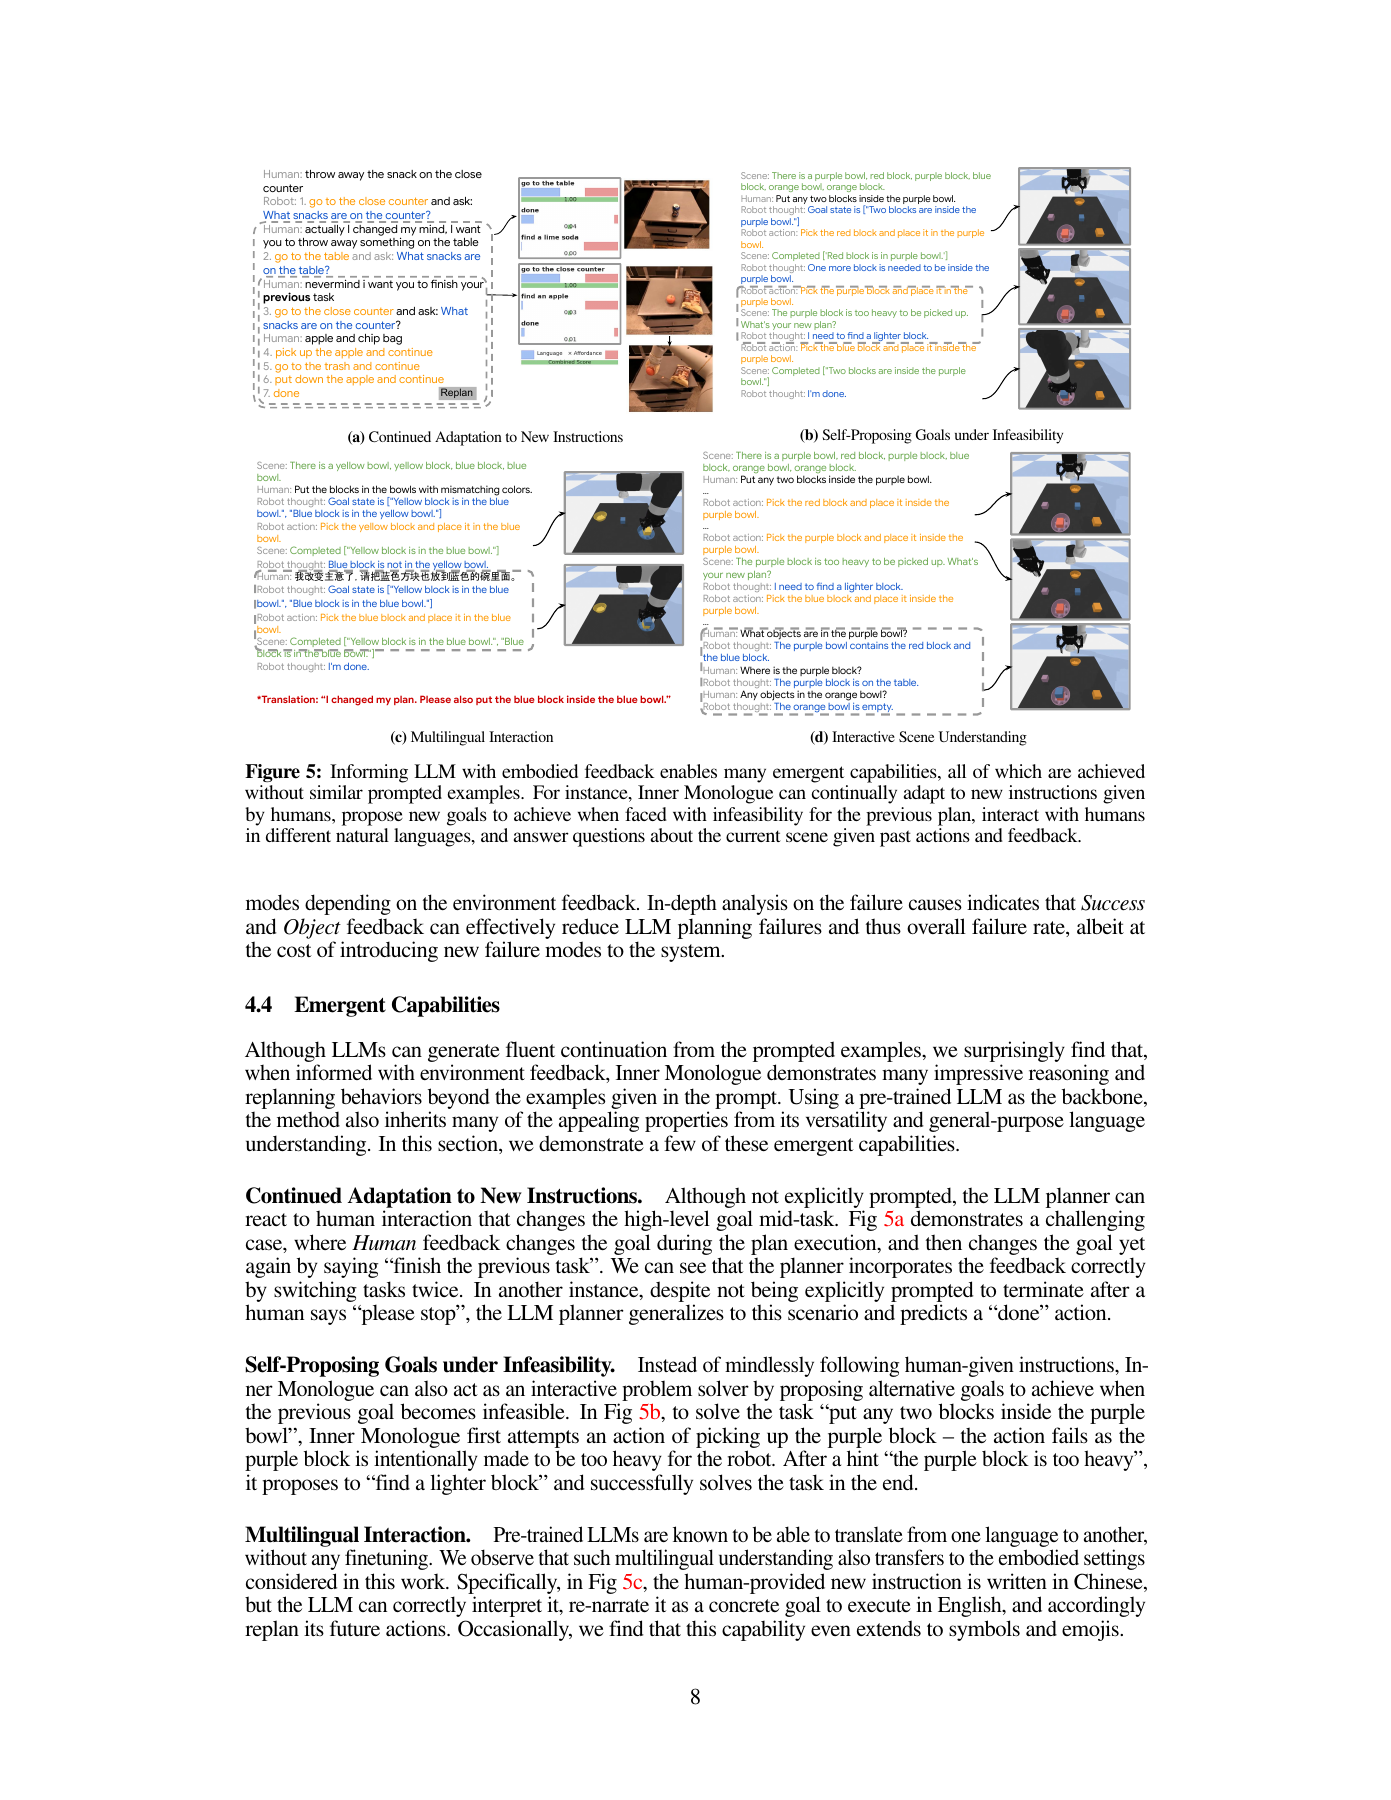 Human: throw away the snack on the close
counter
Robot: 1. go to the close counter and ask:
What snacks are on the counter?
Human: actually I changed my mind, I want
you to throw away something on the table
2. go to the table and ask: What snacks are
on the table?
Human: nevermind i want you to finish your
previous task
3. go to the close counter and ask: What
snacks are on the counter?
Human: apple and chip bag
4. pick up the apple and continue
5. go to the trash and continue
6. put down the apple and continue
7. done
Replan
go to the table
1.00
done
0.04
find a lime soda
0.00
go to the close counter
1.00
find an apple
0.03
done
0.01
Language × Affordance
Combined Score
(a) Continued Adaptation to New Instructions
Scene: There is a purple bowl, red block, purple block, blue
block, orange bowl, orange block.
Human: Put any two blocks inside the purple bowl.
Robot thought: Goal state is ["Two blocks are inside the
purple bowl."]
Robot action: Pick the red block and place it in the purple
bowl.
Scene: Completed ['Red block is in purple bowl.']
Robot thought: One more block is needed to be inside the
purple bowl.
Robot action: Pick the purple block and place it in the
purple bowl.
Scene: The purple block is too heavy to be picked up.
What's your new plan?
Robot thought: I need to find a lighter block.
Robot action: Pick the blue block and place it inside the
purple bowl.
Scene: Completed ["Two blocks are inside the purple
bowl."]
Robot thought: I'm done.
(b) Self-Proposing Goals under Infeasibility
Scene: There is a yellow bowl, yellow block, blue block, blue
bowl.
Human: Put the blocks in the bowls with mismatching colors.
Robot thought: Goal state is ["Yellow block is in the blue
bowl.", "Blue block is in the yellow bowl."]
Robot action: Pick the yellow block and place it in the blue
bowl.
Scene: Completed ["Yellow block is in the blue bowl."]
Robot thought: Blue block is not in the yellow bowl.
Human: 我改变主意了, 请把蓝色方块也放到蓝色的碗里面。
Robot thought: Goal state is ["Yellow block is in the blue
bowl.", "Blue block is in the blue bowl."]
Robot action: Pick the blue block and place it in the blue
bowl.
Scene: Completed ["Yellow block is in the blue bowl.", "Blue
block is in the blue bowl."]
Robot thought: I'm done.
*Translation: “I changed my plan. Please also put the blue block inside the blue bowl.”
(c) Multilingual Interaction
Scene: There is a purple bowl, red block, purple block, blue
block, orange bowl, orange block.
Human: Put any two blocks inside the purple bowl.
...
Robot action: Pick the red block and place it inside the
purple bowl.
...
Robot action: Pick the purple block and place it inside the
purple bowl.
Scene: The purple block is too heavy to be picked up. What's
your new plan?
Robot thought: I need to find a lighter block.
Robot action: Pick the blue block and place it inside the
purple bowl.
...
Human: What objects are in the purple bowl?
Robot thought: The purple bowl contains the red block and
the blue block.
Human: Where is the purple block?
Robot thought: The purple block is on the table.
Human: Any objects in the orange bowl?
Robot thought: The orange bowl is empty.
(d) Interactive Scene Understanding
Figure 5: Informing LLM with embodied feedback enables many emergent capabilities, all of which are achieved
without similar prompted examples. For instance, Inner Monologue can continually adapt to new instructions given
by humans, propose new goals to achieve when faced with infeasibility for the previous plan, interact with humans
in different natural languages, and answer questions about the current scene given past actions and feedback.
modes depending on the environment feedback. In-depth analysis on the failure causes indicates that Success
and Object feedback can effectively reduce LLM planning failures and thus overall failure rate, albeit at
the cost of introducing new failure modes to the system.
4.4 Emergent Capabilities
Although LLMs can generate fluent continuation from the prompted examples, we surprisingly find that,
when informed with environment feedback, Inner Monologue demonstrates many impressive reasoning and
replanning behaviors beyond the examples given in the prompt. Using a pre-trained LLM as the backbone,
the method also inherits many of the appealing properties from its versatility and general-purpose language
understanding. In this section, we demonstrate a few of these emergent capabilities.
Continued Adaptation to New Instructions. Although not explicitly prompted, the LLM planner can
react to human interaction that changes the high-level goal mid-task. Fig 5a demonstrates a challenging
case, where Human feedback changes the goal during the plan execution, and then changes the goal yet
again by saying “finish the previous task”. We can see that the planner incorporates the feedback correctly
by switching tasks twice. In another instance, despite not being explicitly prompted to terminate after a
human says “please stop”, the LLM planner generalizes to this scenario and predicts a “done” action.
Self-Proposing Goals under Infeasibility. Instead of mindlessly following human-given instructions, In-
ner Monologue can also act as an interactive problem solver by proposing alternative goals to achieve when
the previous goal becomes infeasible. In Fig 5b, to solve the task “put any two blocks inside the purple
bowl”, Inner Monologue first attempts an action of picking up the purple block – the action fails as the
purple block is intentionally made to be too heavy for the robot. After a hint “the purple block is too heavy”,
it proposes to “find a lighter block” and successfully solves the task in the end.
Multilingual Interaction. Pre-trained LLMs are known to be able to translate from one language to another,
without any finetuning. We observe that such multilingual understanding also transfers to the embodied settings
considered in this work. Specifically, in Fig 5c, the human-provided new instruction is written in Chinese,
but the LLM can correctly interpret it, re-narrate it as a concrete goal to execute in English, and accordingly
replan its future actions. Occasionally, we find that this capability even extends to symbols and emojis.
8